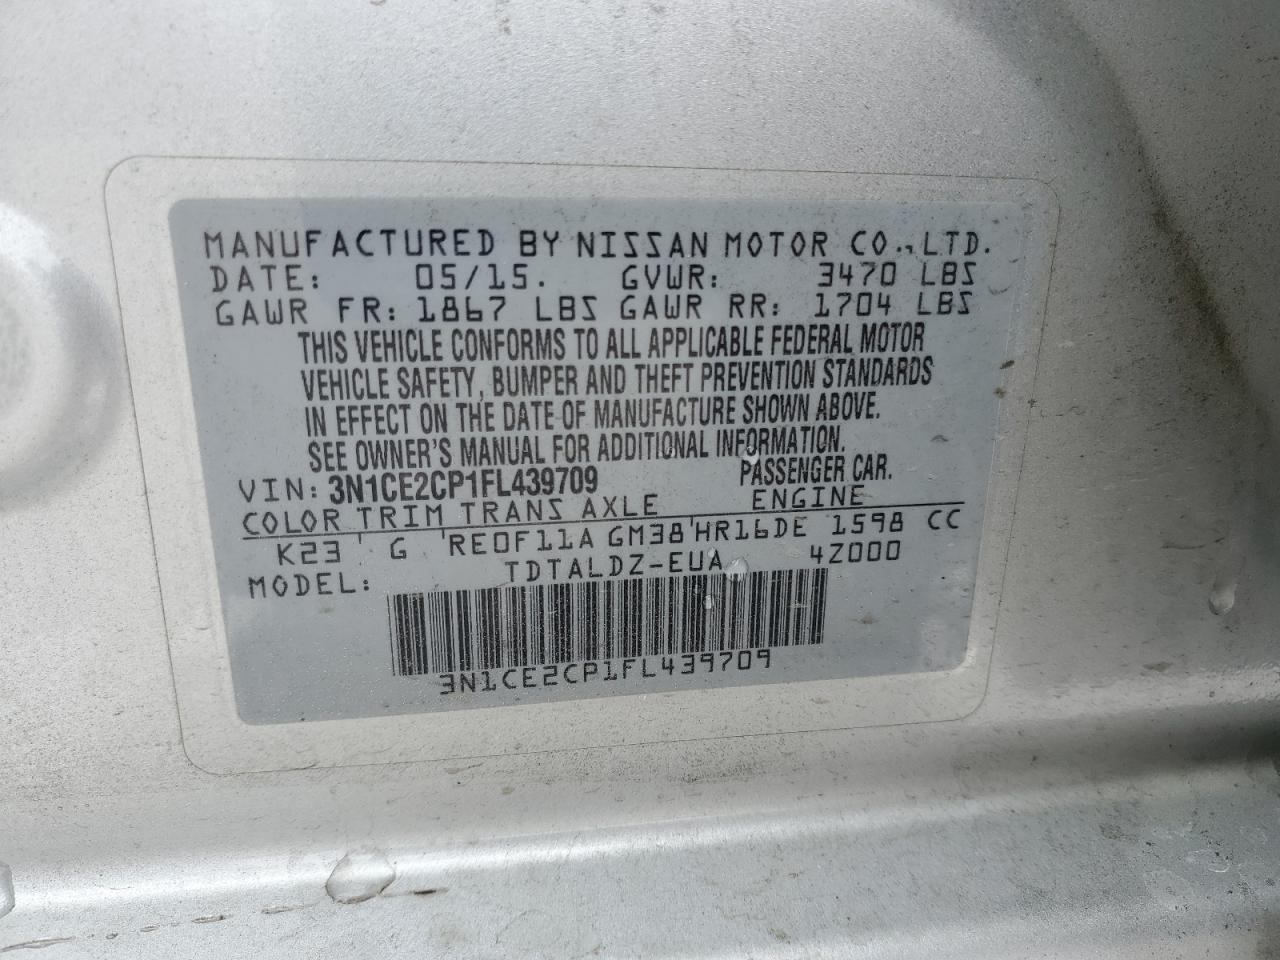 MANUFACTURED BY NISSAN MOTOR CO., LTD.
DATE: 05/15. GVWR: 3470 LBS
GAWR FR: 1867 LBS GAWR RR: 1704 LBS
THIS VEHICLE CONFORMS TO ALL APPLICABLE FEDERAL MOTOR
VEHICLE SAFETY, BUMPER AND THEFT PREVENTION STANDARDS
IN EFFECT ON THE DATE OF MANUFACTURE SHOWN ABOVE.
SEE OWNER'S MANUAL FOR ADDITIONAL INFORMATION.
VIN: 3N1CE2CP1FL439709 PASSENGER CAR.
COLOR TRIM TRANS AXLE ENGINE
K23 G RE0F11A GM38 HR16DE 1598 CC
MODEL: TDTALDZ-EUA 4Z000
3N1CE2CP1FL439709